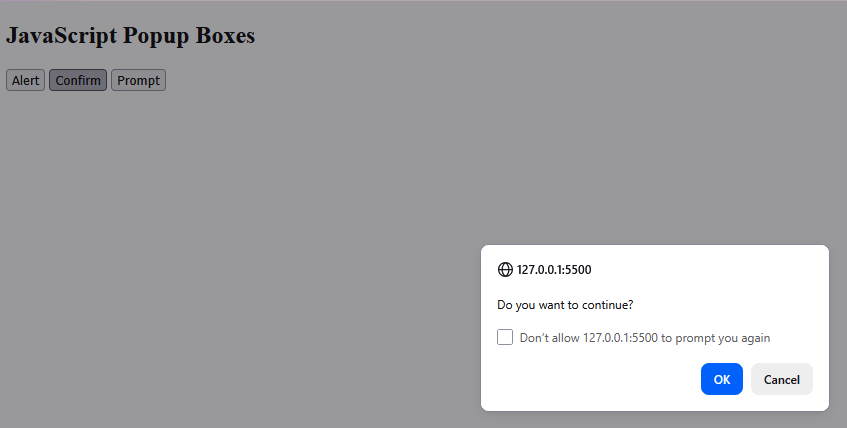 JavaScript Popup Boxes
Alert Confirm Prompt
127.0.0.1:5500
Do you want to continue?
Don’t allow 127.0.0.1:5500 to prompt you again
OK Cancel